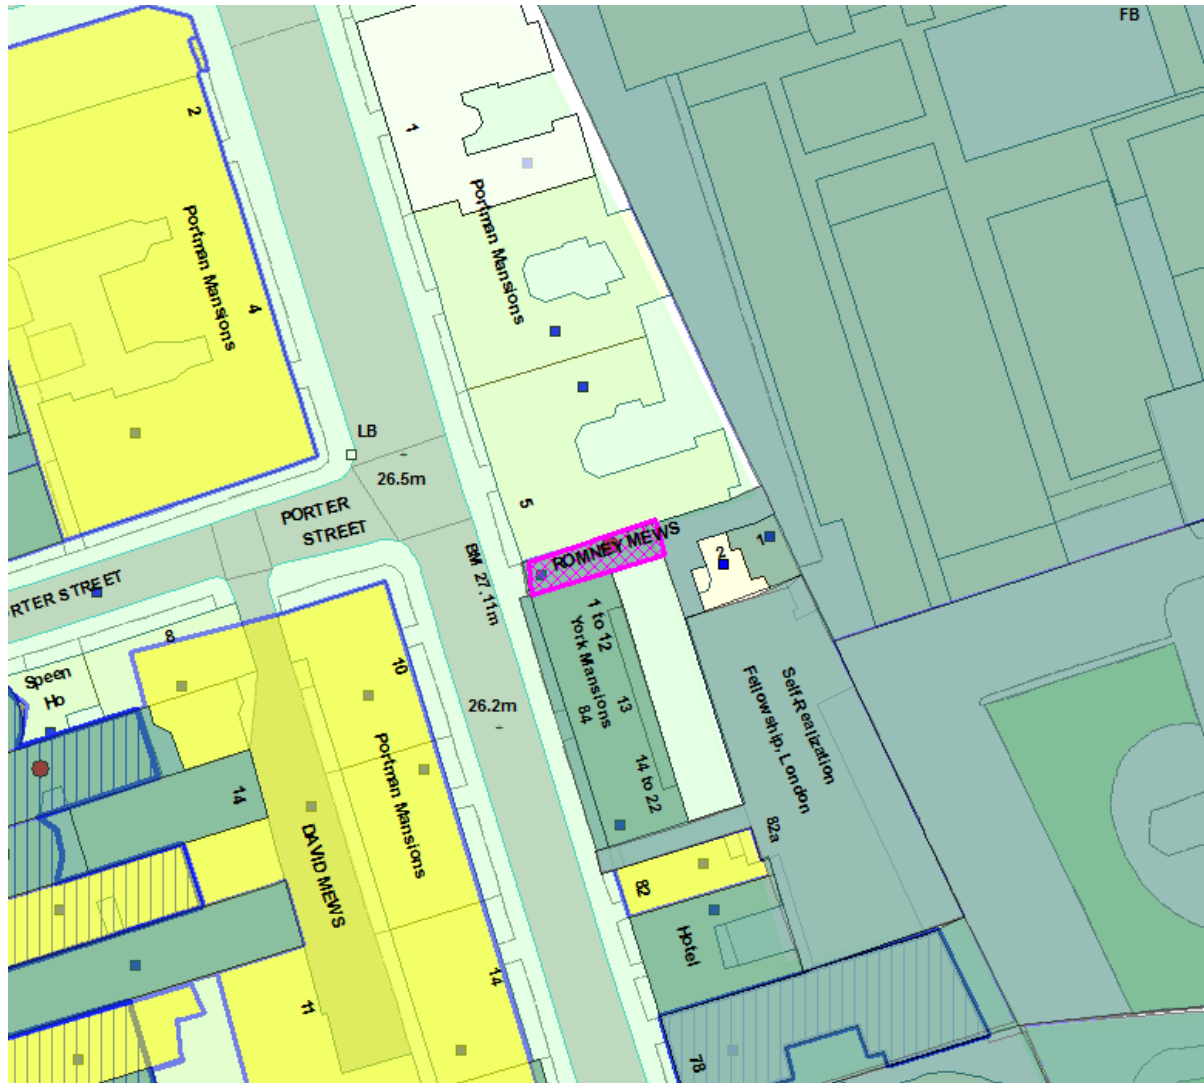 FB
2
1
Portman Mansions
Portman Mansions
4
LB
26.5m
5
PORTER
STREET
BM 27.11m
ROMNEY MEWS
2
1
RTER STREET
8
Speen
Ho
10
1 to 12
York Mansions
13
84
14 to 22
26.2m
Self-Realization
Fellowship, London
Portman Mansions
14
DAVID MEWS
82a
82
Hotel
14
11
78